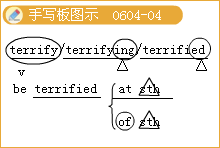 手写板图示 0604-04
terrify/terrifying/terrified
v
be terrified { at sth
of sth